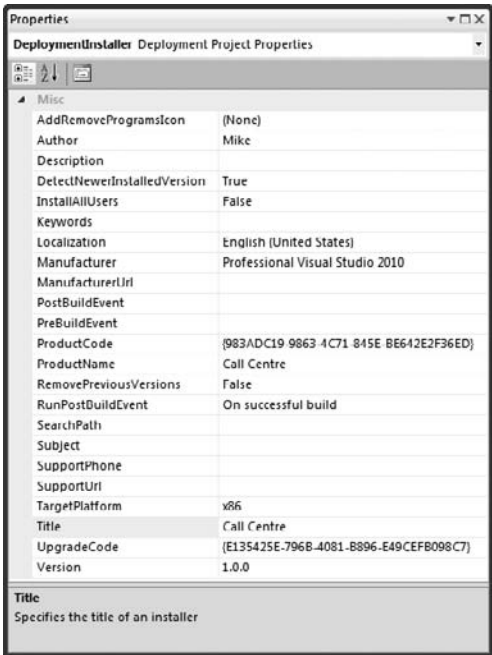 Properties
DeploymentInstaller Deployment Project Properties
Misc
AddRemoveProgramsIcon (None)
Author Mike
Description
DetectNewerInstalledVersion True
InstallAllUsers False
Keywords
Localization English (United States)
Manufacturer Professional Visual Studio 2010
ManufacturerUrl
PostBuildEvent
PreBuildEvent
ProductCode {983ADC19-9863-4C71-845E-BE642E2F36ED}
ProductName Call Centre
RemovePreviousVersions False
RunPostBuildEvent On successful build
SearchPath
Subject
SupportPhone
SupportUrl
TargetPlatform x86
Title Call Centre
UpgradeCode {E135425E-796B-4081-B896-E49CEFB098C7}
Version 1.0.0
Title
Specifies the title of an installer